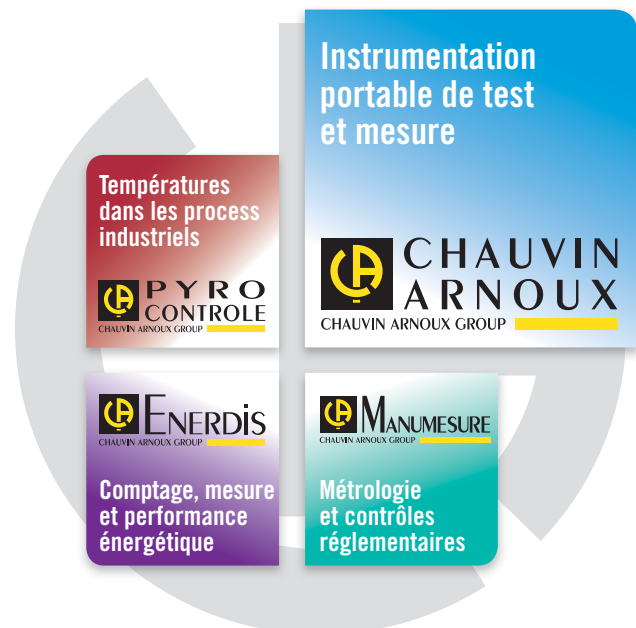 Instrumentation
portable de test
et mesure
CHAUVIN
ARNOUX
CHAUVIN ARNOUX GROUP
Températures
dans les process
industriels
PYRO
CONTROLE
CHAUVIN ARNOUX GROUP
ENERDIS
CHAUVIN ARNOUX GROUP
Comptage, mesure
et performance
énergétique
MANUMESURE
CHAUVIN ARNOUX GROUP
Métrologie
et contrôles
réglementaires